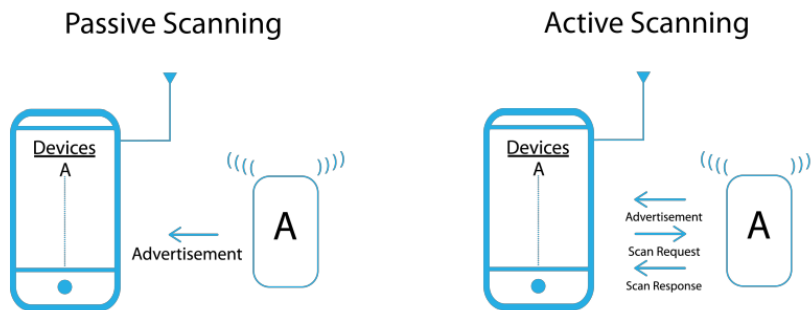 Passive Scanning
Devices
A
A
Advertisement
Active Scanning
Devices
A
A
Advertisement
Scan Request
Scan Response